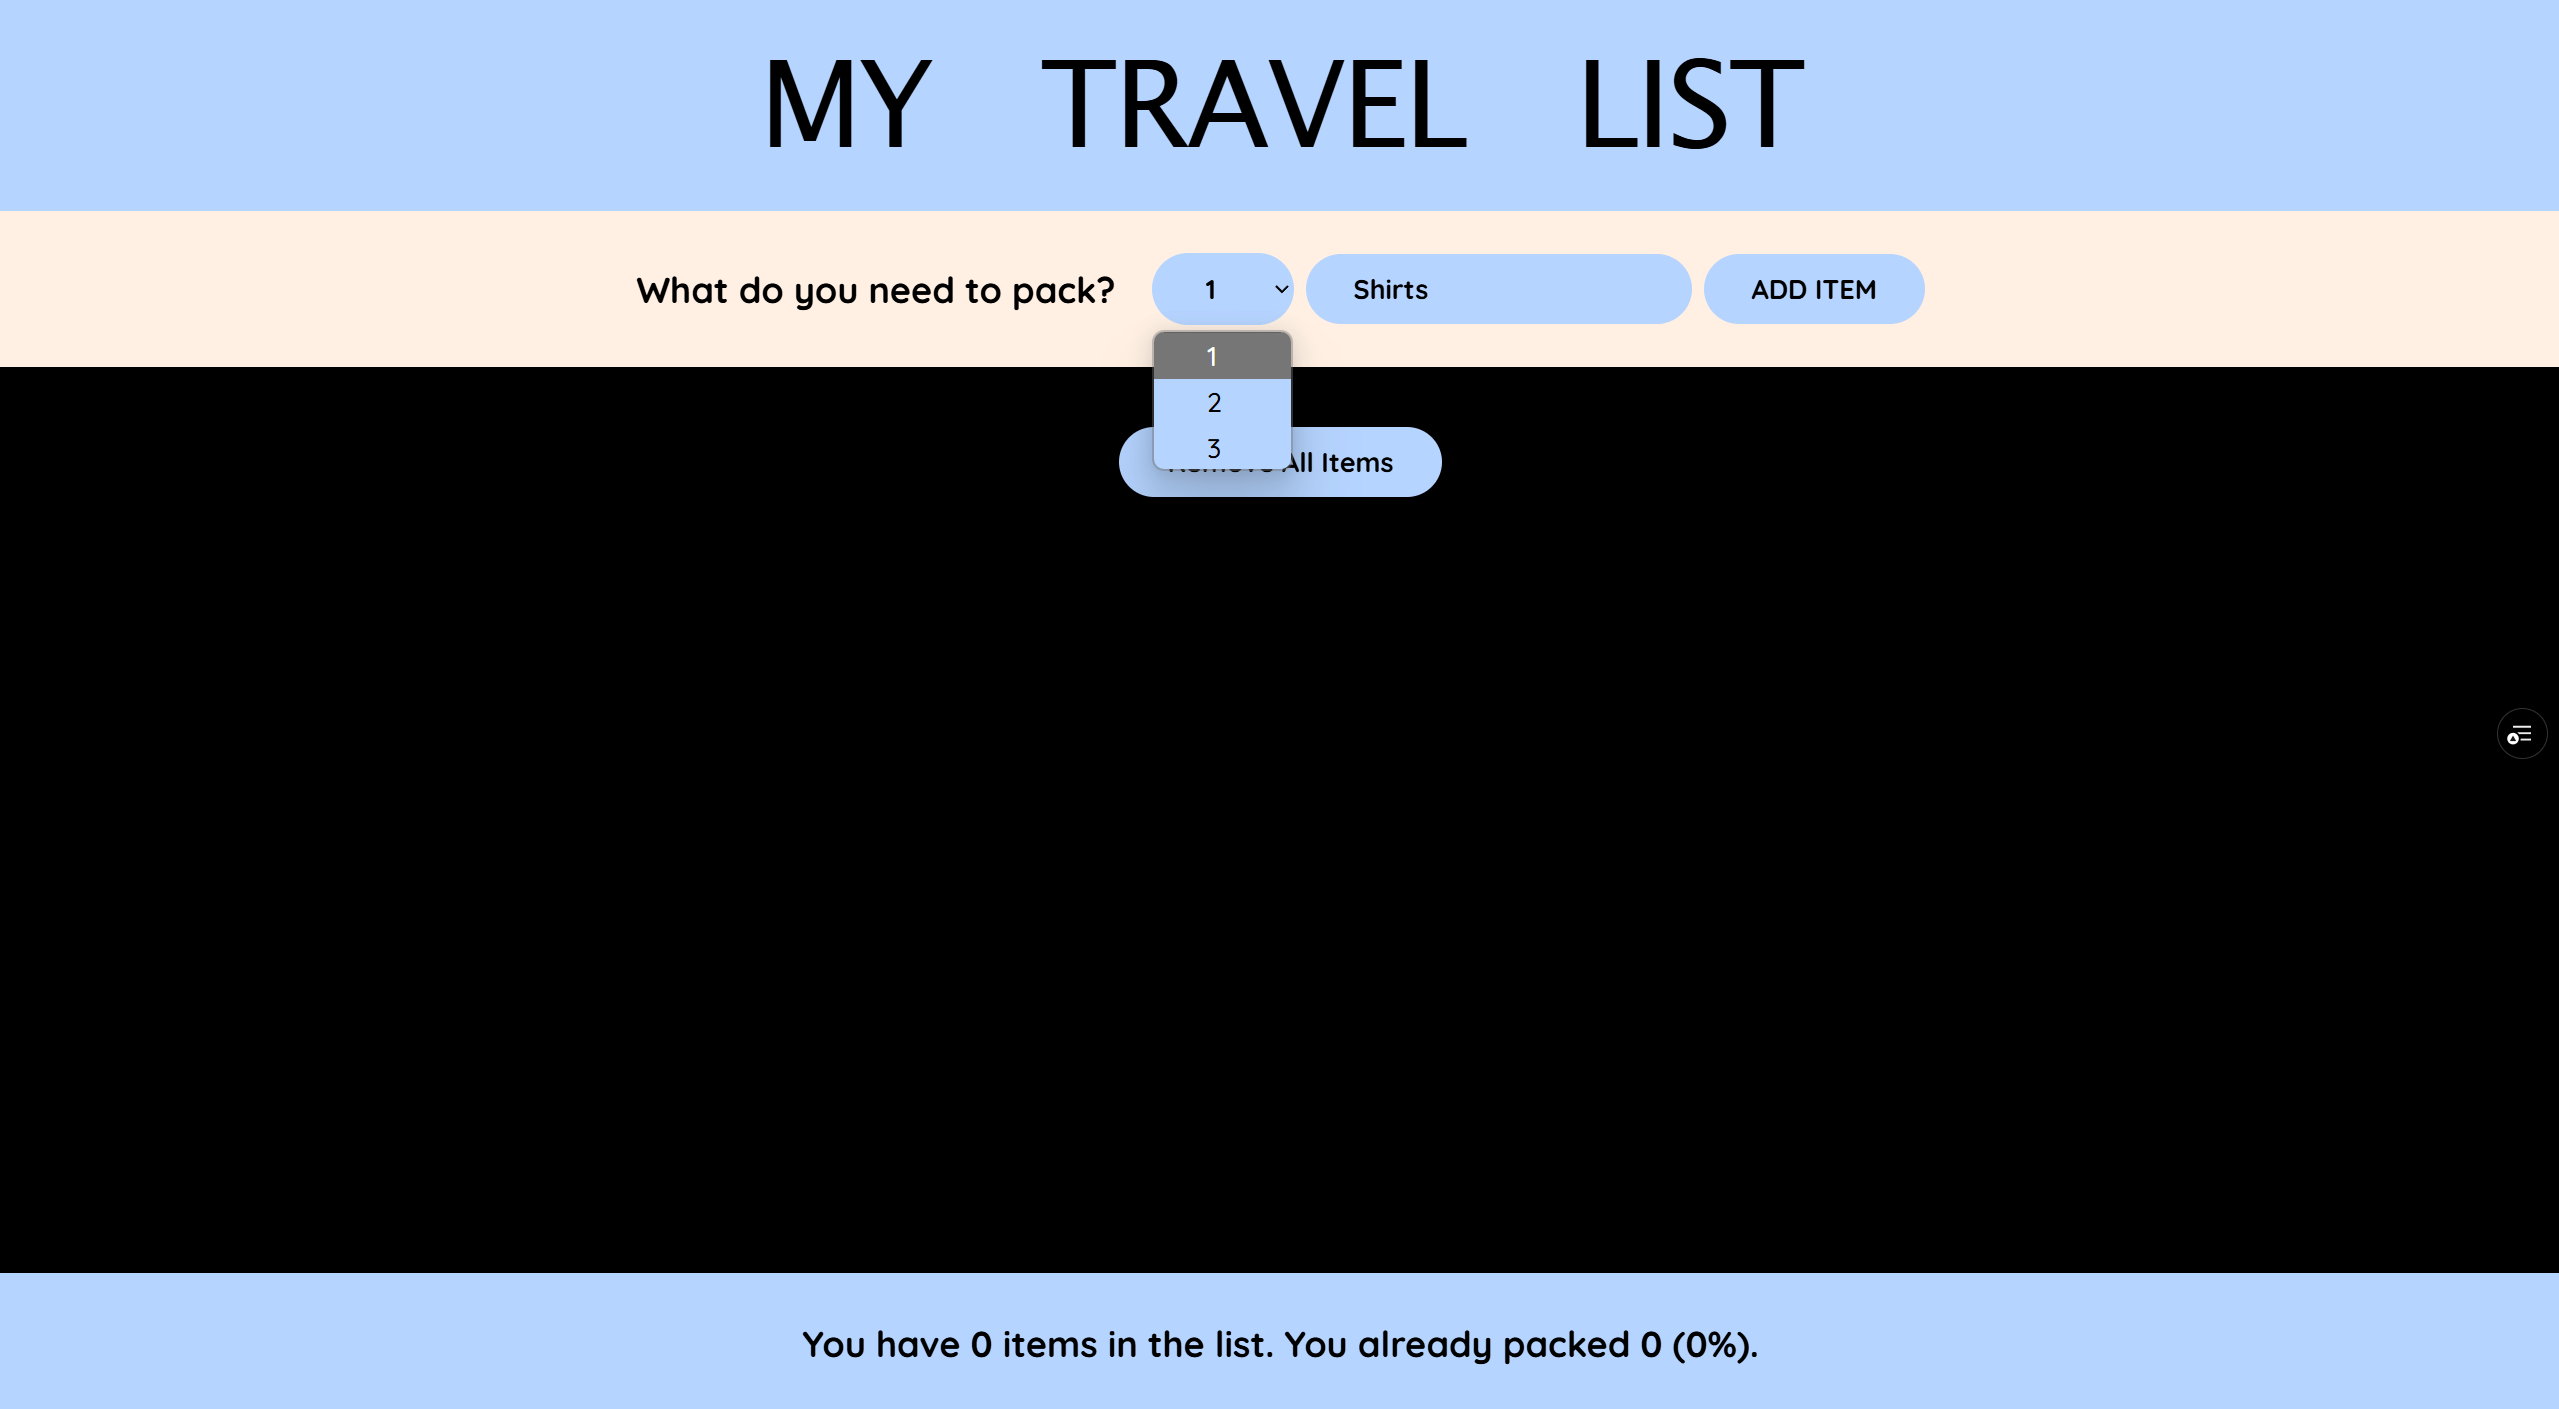 MY TRAVEL LIST
What do you need to pack? 1 Shirts ADD ITEM
1
2
3
All Items
You have 0 items in the list. You already packed 0 (0%).